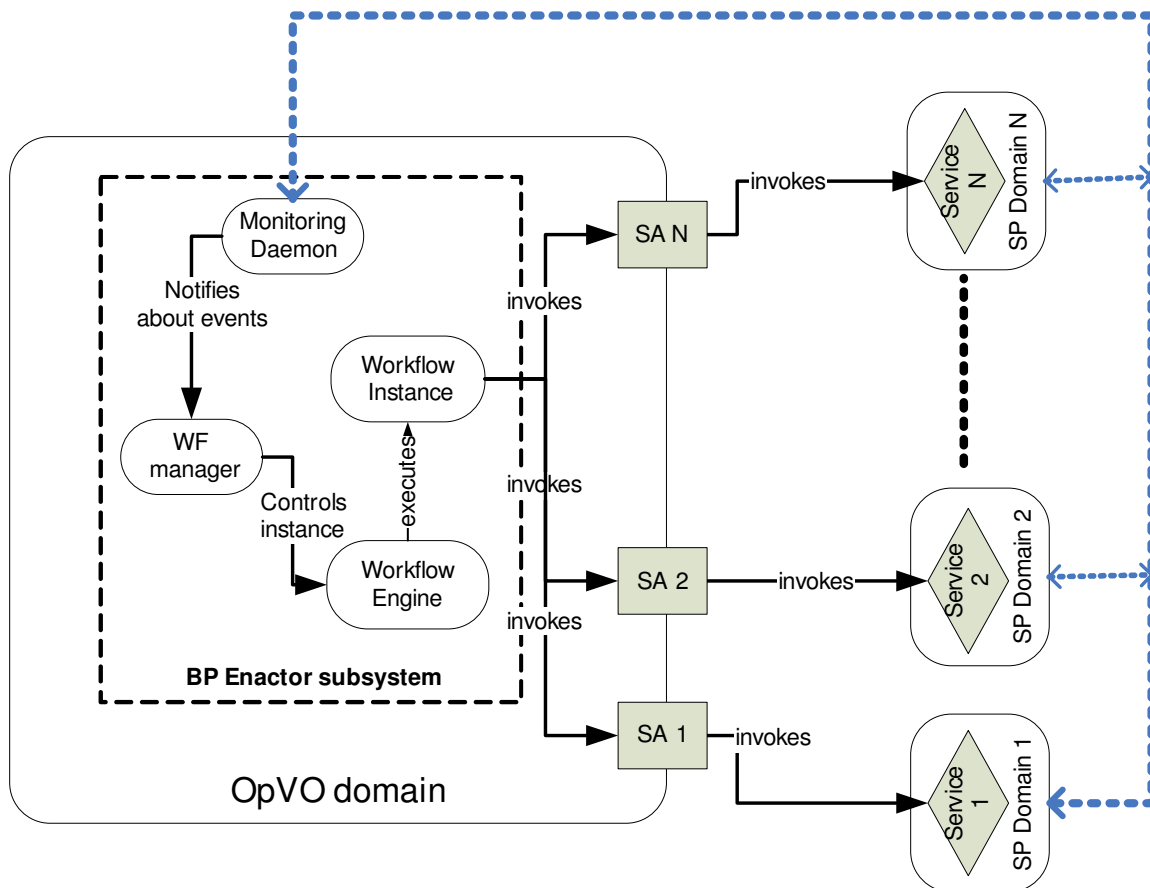 Monitoring
Daemon
Notifies
about events
WF
manager
Controls
instance
Workflow
Engine
executes
Workflow
Instance
BP Enactor subsystem
OpVO domain
invokes
invokes
invokes
SA N
SA 2
SA 1
invokes
invokes
invokes
Service
N
SP Domain N
Service
2
SP Domain 2
Service
1
SP Domain 1